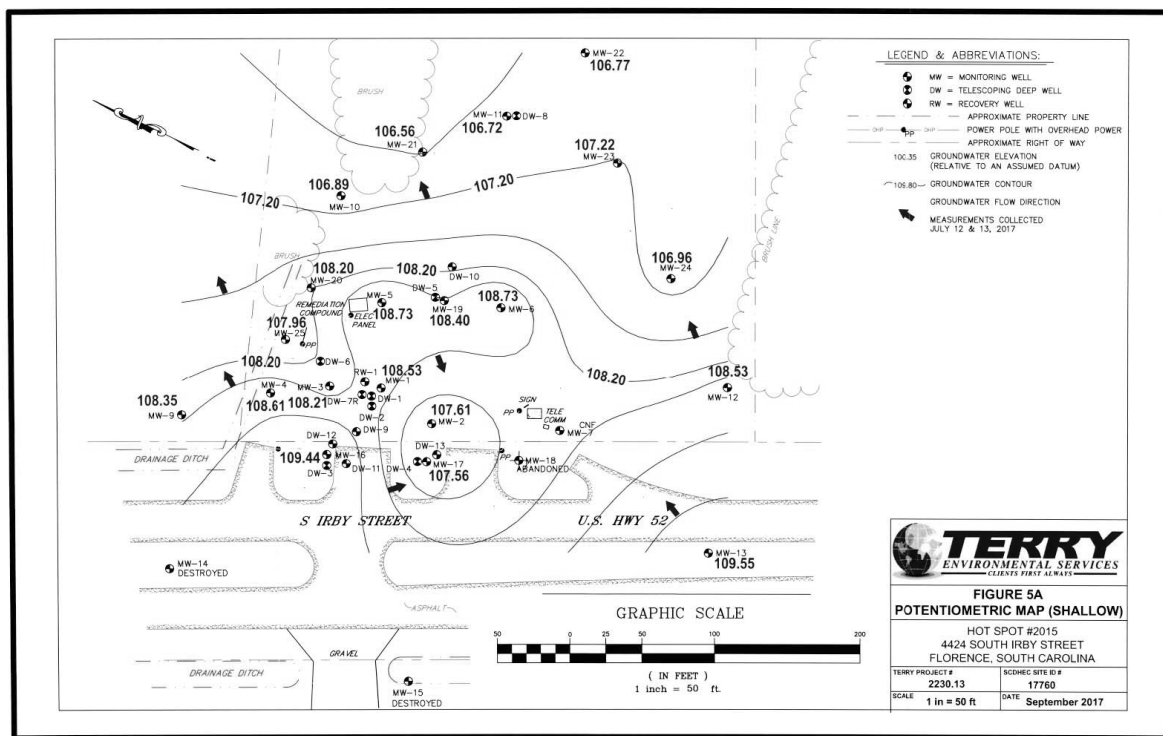 MW-22
106.77
LEGEND & ABBREVIATIONS:
MW = MONITORING WELL
DW = TELESCOPING DEEP WELL
RW = RECOVERY WELL
APPROXIMATE PROPERTY LINE
OHP PP OHP POWER POLE WITH OVERHEAD POWER
APPROXIMATE RIGHT OF WAY
100.35 GROUNDWATER ELEVATION
(RELATIVE TO AN ASSUMED DATUM)
109.80 GROUNDWATER CONTOUR
GROUNDWATER FLOW DIRECTION
MEASUREMENTS COLLECTED
JULY 12 & 13, 2017
BRUSH
MW-11 DW-8
106.72
106.56
MW-21
107.22
MW-23
107.20
106.89
MW-10
107.20
BRUSH LINE
BRUSH
108.20
MW-20
108.20
DW-10
106.96
MW-24
REMEDIATION
COMPOUND
ELEC
PANEL
MW-5
108.73
DW-5
MW-19
108.40
108.73
MW-6
107.96
MW-25
PP
108.20
DW-6
108.53
RW-1
MW-1
108.20
108.53
MW-12
MW-4
108.61
MW-3
108.21
DW-7R
DW-1
DW-2
DW-9
108.35
MW-9
107.61
MW-2
SIGN
PP
TELE
COMM
CNF
MW-7
DW-12
MW-16
109.44
DW-3
DW-11
DW-4
DW-13
MW-17
107.56
PP
MW-18
ABANDONED
DRAINAGE DITCH
S IRBY STREET
U.S. HWY 52
MW-14
DESTROYED
MW-13
109.55
ASPHALT
GRAVEL
DRAINAGE DITCH
MW-15
DESTROYED
GRAPHIC SCALE
50 0 25 50 100 200
( IN FEET )
1 inch = 50 ft.
TERRY
ENVIRONMENTAL SERVICES
CLIENTS FIRST ALWAYS
FIGURE 5A
POTENTIOMETRIC MAP (SHALLOW)
HOT SPOT #2015
4424 SOUTH IRBY STREET
FLORENCE, SOUTH CAROLINA
TERRY PROJECT # 2230.13
SCDHEC SITE ID # 17760
SCALE 1 in = 50 ft
DATE September 2017